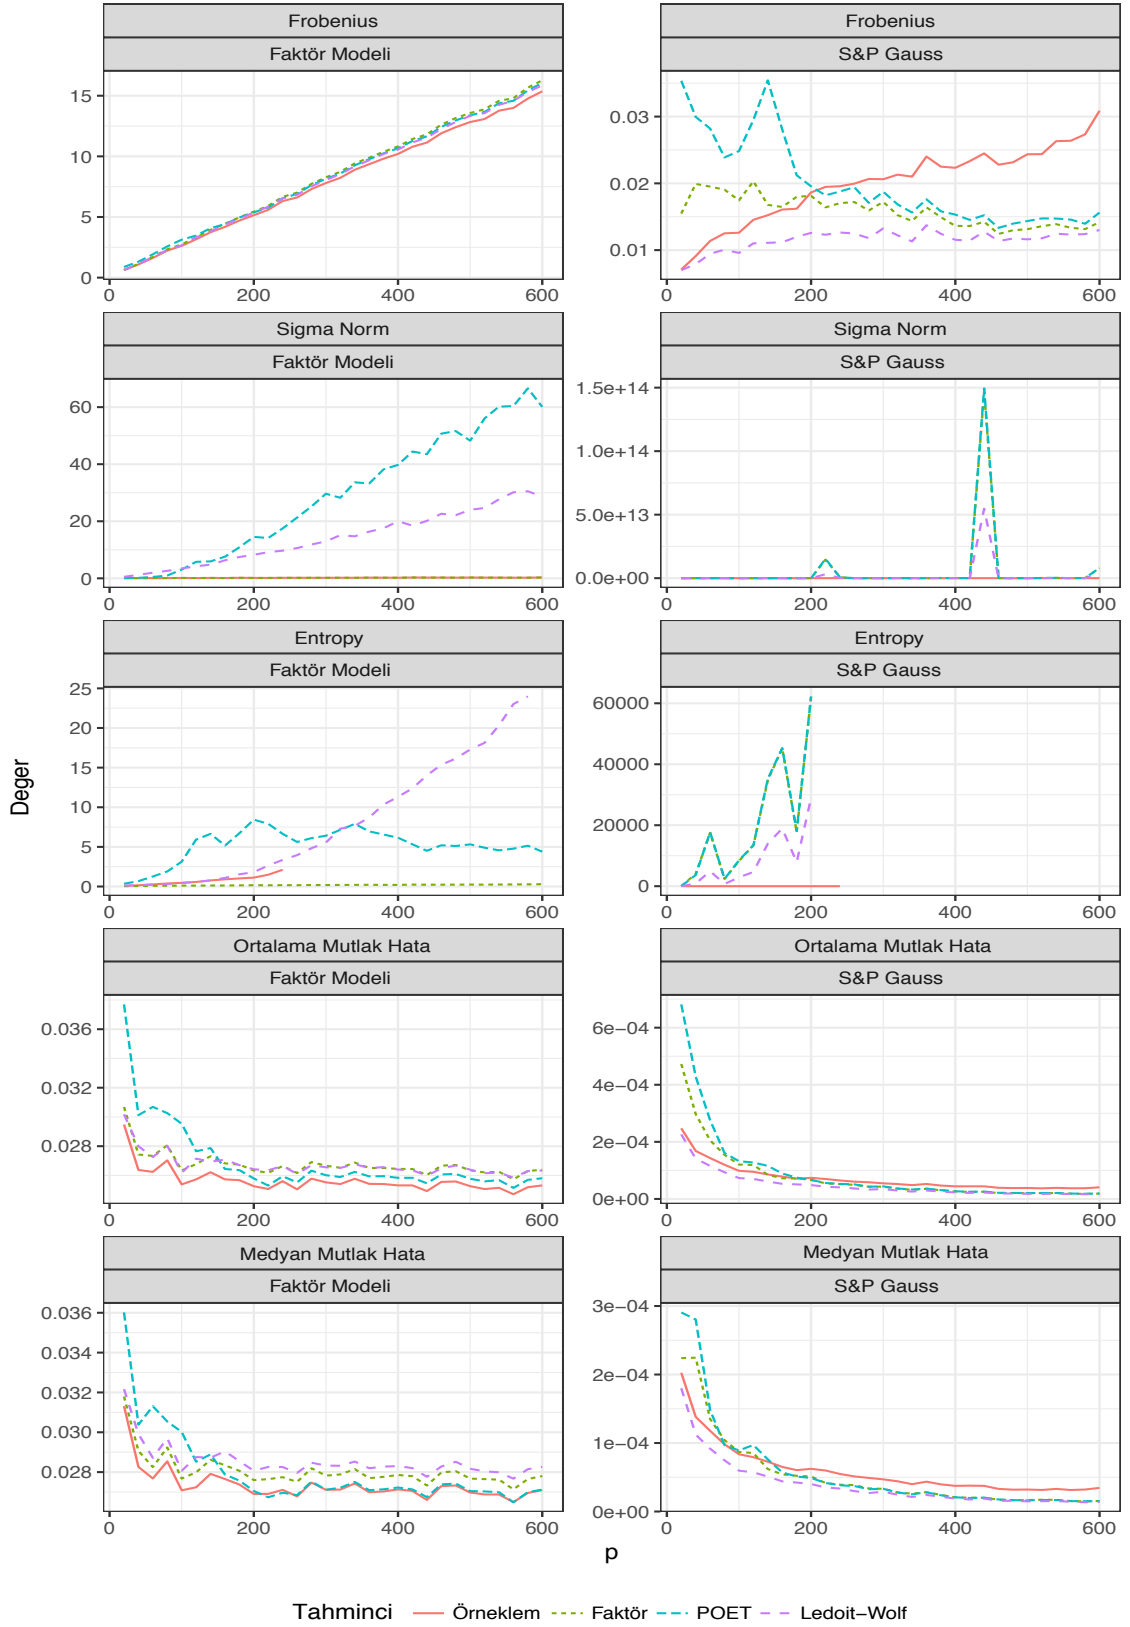 Frobenius
Faktör Modeli
15
10
5
0
0 200 400 600
Frobenius
S&P Gauss
0.03
0.02
0.01
0 200 400 600
Sigma Norm
Faktör Modeli
60
40
20
0
0 200 400 600
Sigma Norm
S&P Gauss
1.5e+14
1.0e+14
5.0e+13
0.0e+00
0 200 400 600
Entropy
Faktör Modeli
25
20
15
10
5
0
0 200 400 600
Entropy
S&P Gauss
60000
40000
20000
0
0 200 400 600
Ortalama Mutlak Hata
Faktör Modeli
0.036
0.032
0.028
0 200 400 600
Ortalama Mutlak Hata
S&P Gauss
6e−04
4e−04
2e−04
0e+00
0 200 400 600
Medyan Mutlak Hata
Faktör Modeli
0.036
0.034
0.032
0.030
0.028
0 200 400 600
Medyan Mutlak Hata
S&P Gauss
3e−04
2e−04
1e−04
0e+00
0 200 400 600
Deger
p
Tahminci Örneklem Faktör POET Ledoit−Wolf